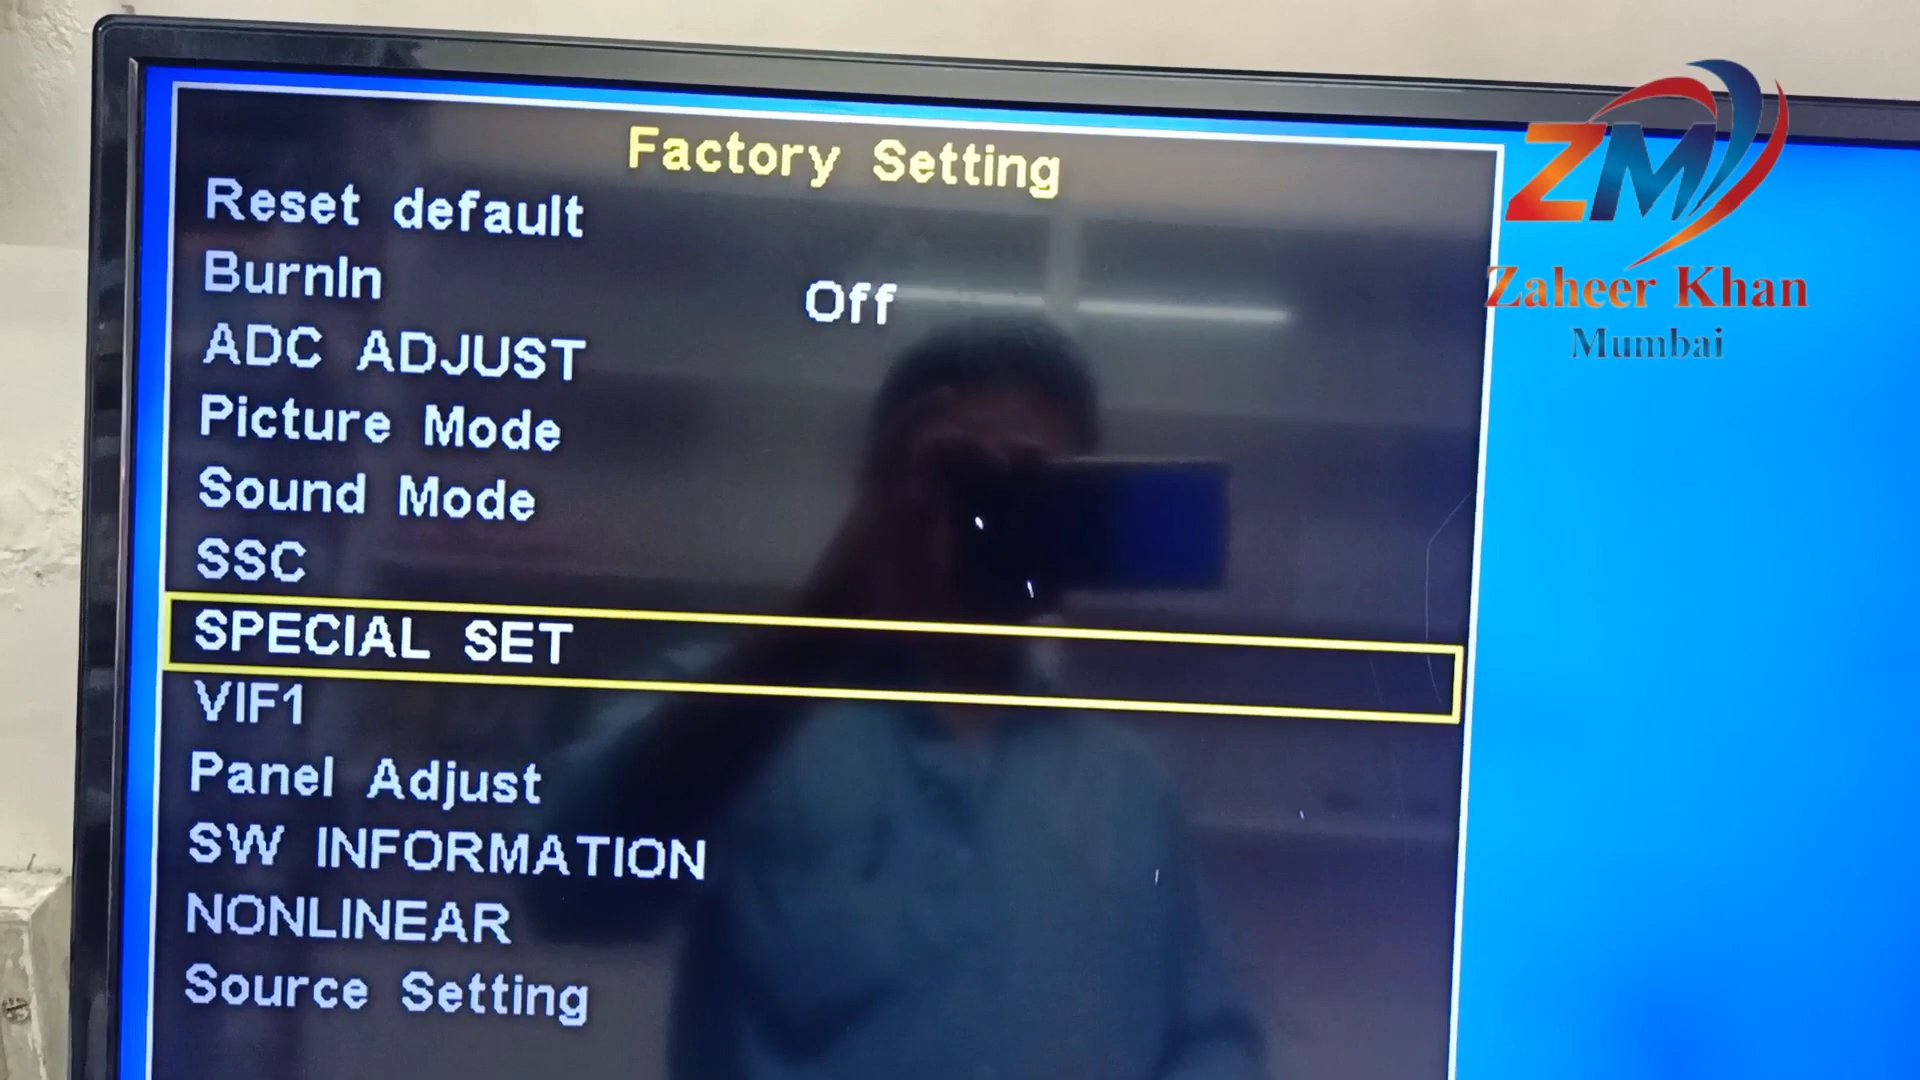 Factory Setting
Reset default
BurnIn Off
ADC ADJUST
Picture Mode
Sound Mode
SSC
SPECIAL SET
VIF1
Panel Adjust
SW INFORMATION
NONLINEAR
Source Setting
ZM
Zaheer Khan
Mumbai